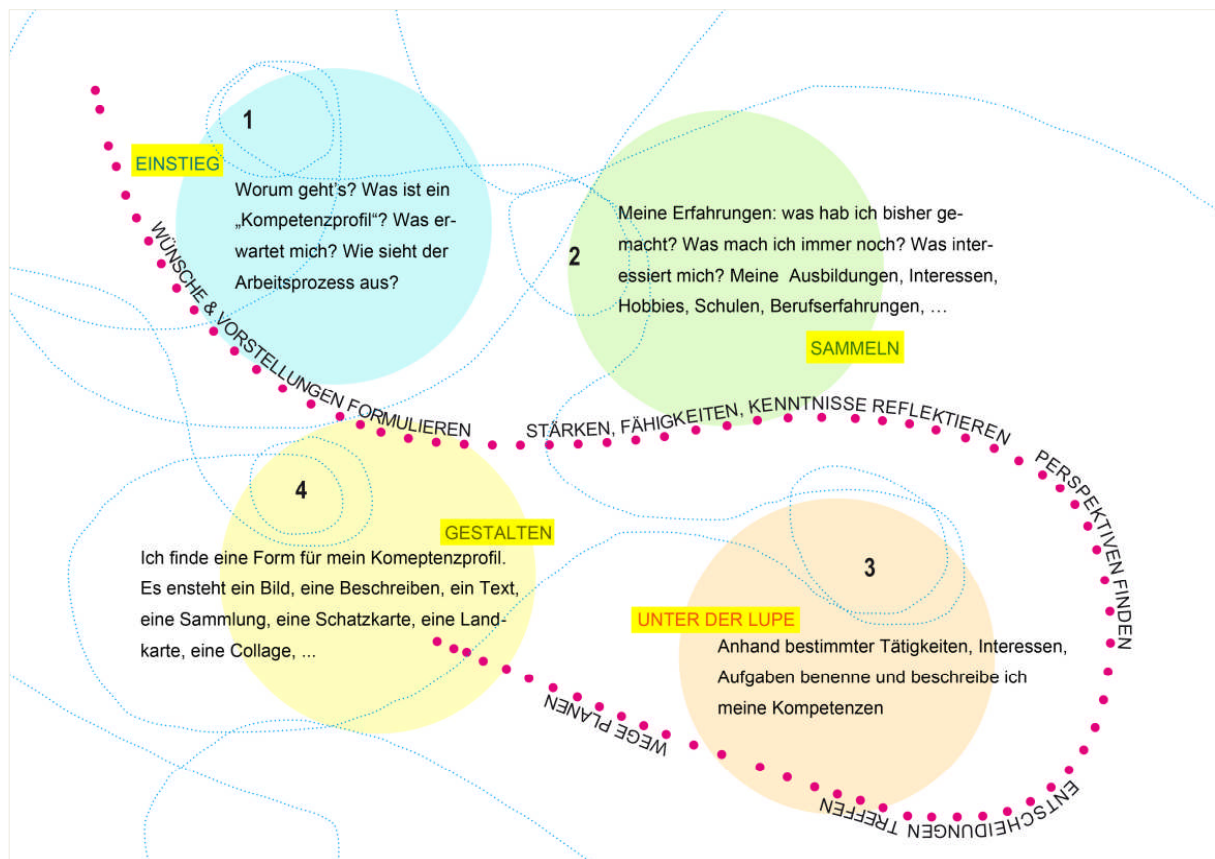 1
EINSTIEG
Worum geht's? Was ist ein
„Kompetenzprofil“? Was er-
wartet mich? Wie sieht der
Arbeitsprozess aus?
2
Meine Erfahrungen: was hab ich bisher ge-
macht? Was mach ich immer noch? Was inter-
essiert mich? Meine Ausbildungen, Interessen,
Hobbies, Schulen, Berufserfahrungen, …
SAMMELN
WÜNSCHE & VORSTELLUNGEN FORMULIEREN
STÄRKEN, FÄHIGKEITEN, KENNTNISSE REFLEKTIEREN
PERSPEKTIVEN FINDEN
3
UNTER DER LUPE
Anhand bestimmter Tätigkeiten, Interessen,
Aufgaben benenne und beschreibe ich
meine Kompetenzen
ENTSCHEIDUNGEN TREFFEN
WEGE PLANEN
4
GESTALTEN
Ich finde eine Form für mein Komeptenzprofil.
Es ensteht ein Bild, eine Beschreiben, ein Text,
eine Sammlung, eine Schatzkarte, eine Land-
karte, eine Collage, ...